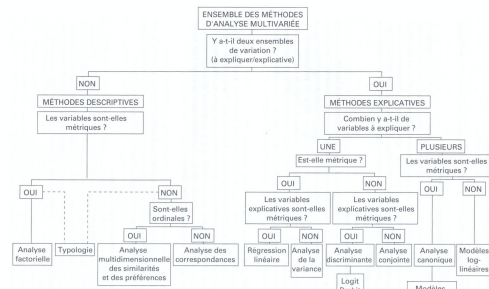 ENSEMBLE DES MÉTHODES
D'ANALYSE MULTIVARIÉE
Y a-t-il deux ensembles
de variation ?
(à expliquer/explicative)
NON
OUI
MÉTHODES DESCRIPTIVES
MÉTHODES EXPLICATIVES
Les variables sont-elles
métriques ?
Combien y a-t-il de
variables à expliquer ?
UNE
PLUSIEURS
Est-elle métrique ?
Les variables sont-elles
métriques ?
OUI
NON
OUI
NON
OUI
NON
Sont-elles
ordinales ?
Les variables
explicatives sont-elles
métriques ?
Les variables
explicatives sont-elles
métriques ?
OUI
NON
OUI
NON
OUI
NON
Analyse
factorielle
Typologie
Analyse
multidimensionnelle
des similarités
et des préférences
Analyse des
correspondances
Régression
linéaire
Analyse
de la
variance
Analyse
discriminante
Analyse
conjointe
Analyse
canonique
Modèles
log-
linéaires
Logit
Modèles